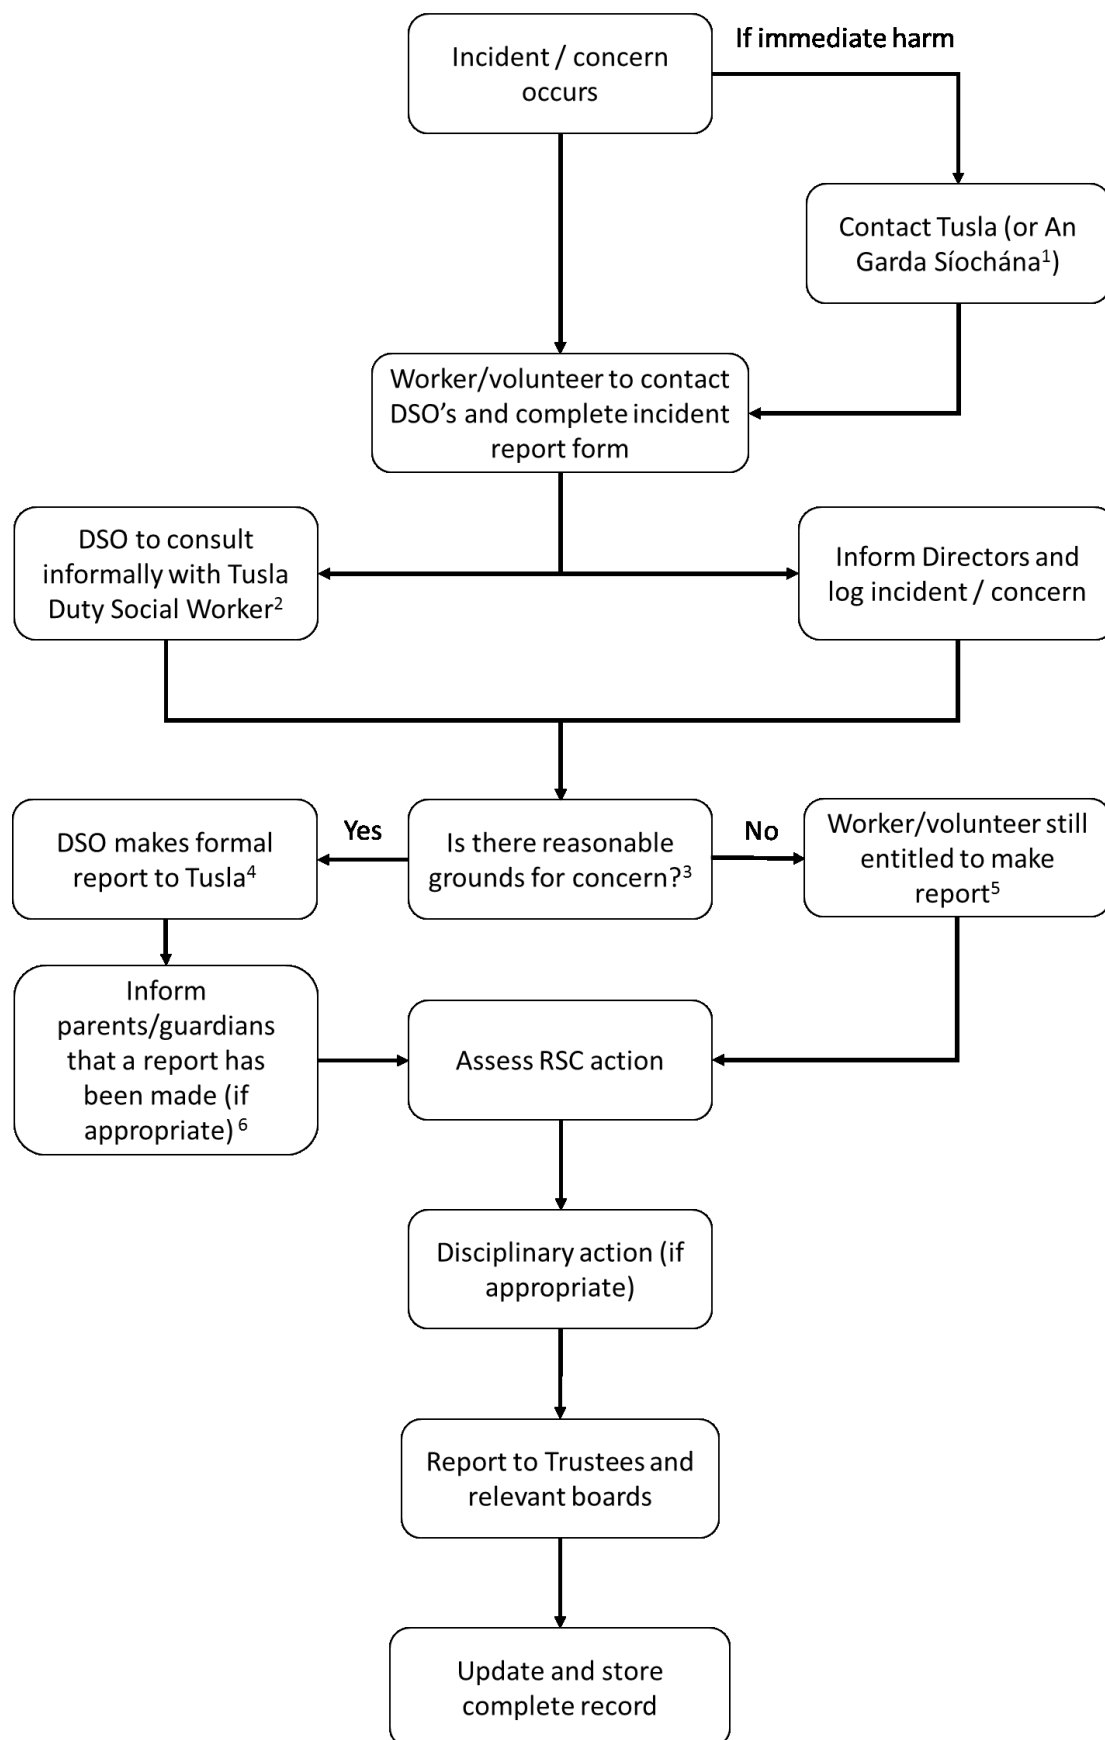 If immediate harm
Incident / concern
occurs
Contact Tusla (or An
Garda Síochána¹)
Worker/volunteer to contact
DSO’s and complete incident
report form
DSO to consult
informally with Tusla
Duty Social Worker²
Inform Directors and
log incident / concern
DSO makes formal
report to Tusla⁴
Yes
Is there reasonable
grounds for concern?³
No
Worker/volunteer still
entitled to make
report⁵
Inform
parents/guardians
that a report has
been made (if
appropriate) ⁶
Assess RSC action
Disciplinary action (if
appropriate)
Report to Trustees and
relevant boards
Update and store
complete record